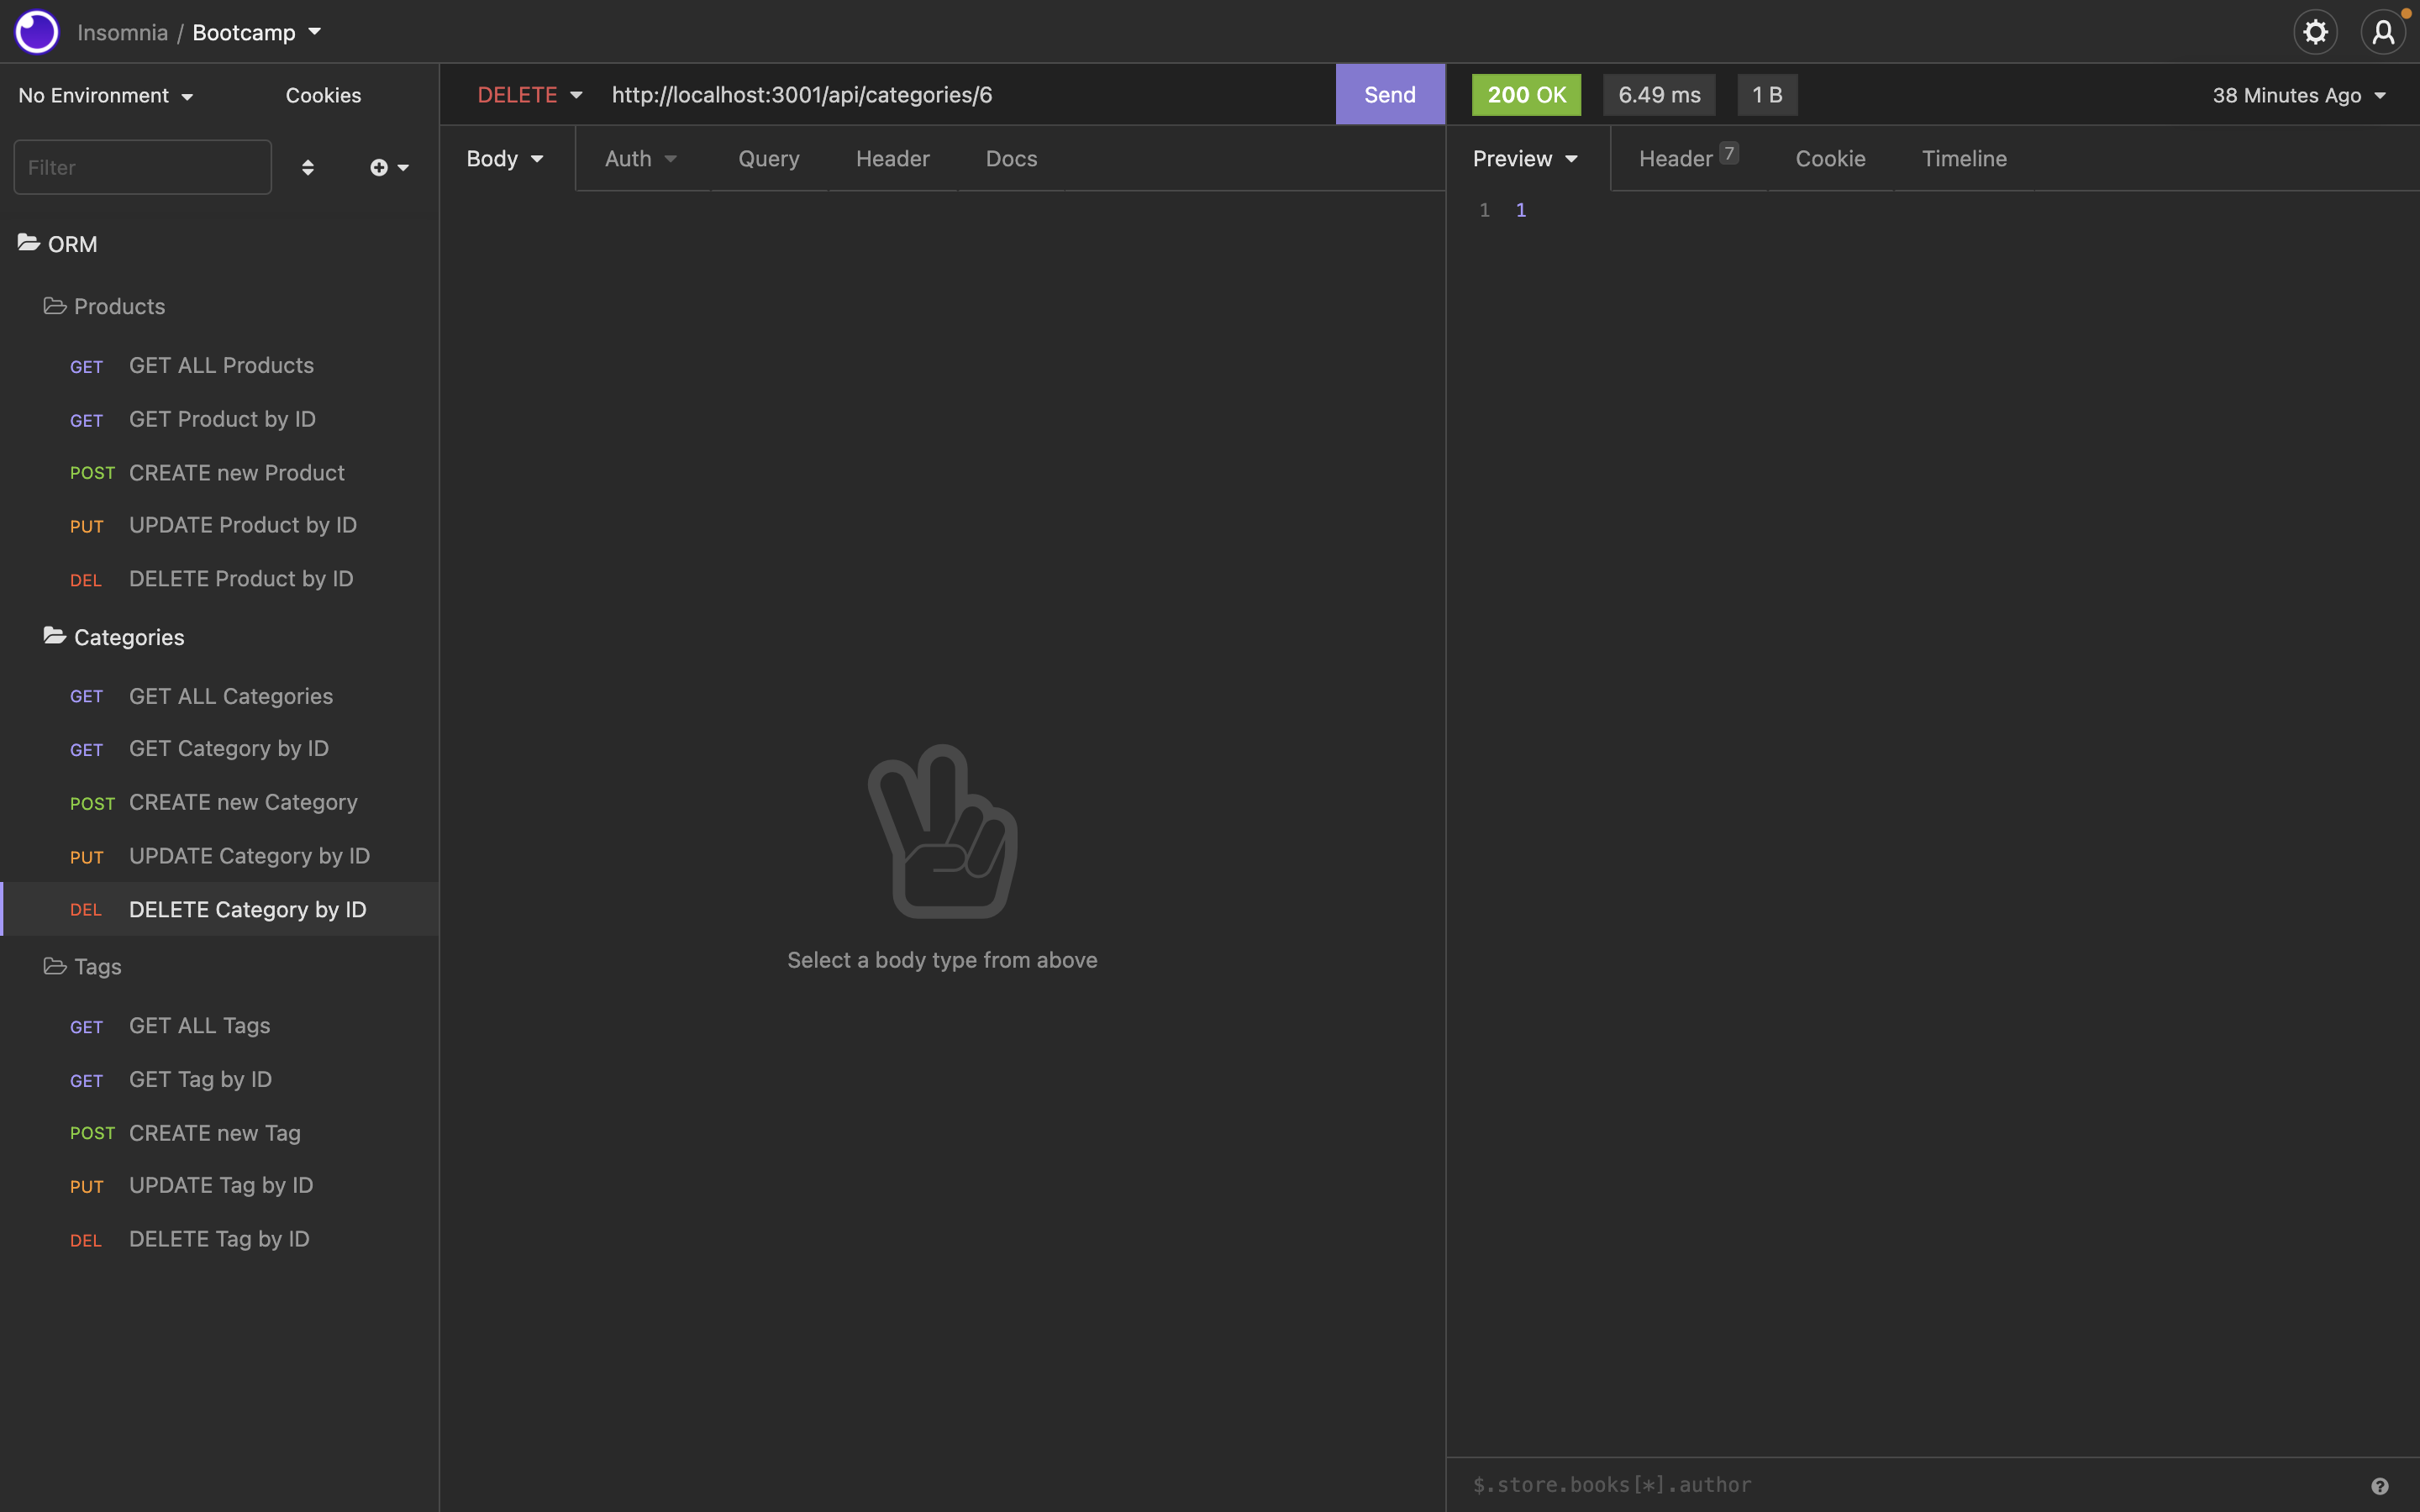 Insomnia / Bootcamp
No Environment
Cookies
Filter
ORM
Products
GET GET ALL Products
GET GET Product by ID
POST CREATE new Product
PUT UPDATE Product by ID
DEL DELETE Product by ID
Categories
GET GET ALL Categories
GET GET Category by ID
POST CREATE new Category
PUT UPDATE Category by ID
DEL DELETE Category by ID
Tags
GET GET ALL Tags
GET GET Tag by ID
POST CREATE new Tag
PUT UPDATE Tag by ID
DEL DELETE Tag by ID
DELETE http://localhost:3001/api/categories/6 Send
Body Auth Query Header Docs
Select a body type from above
200 OK 6.49 ms 1 B 38 Minutes Ago
Preview Header 7 Cookie Timeline
1 1
$.store.books[*].author
?